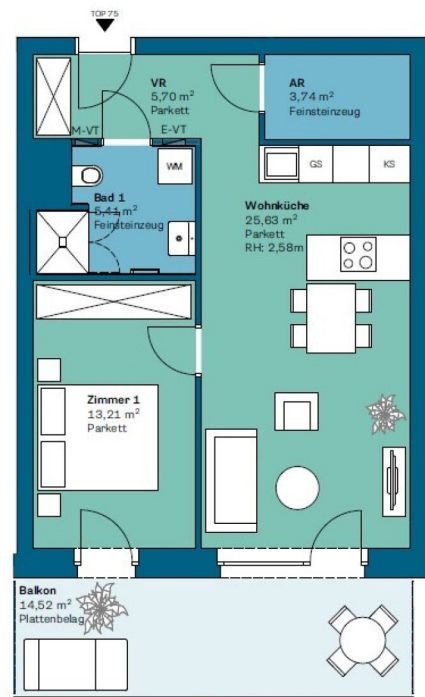 TOP 75
VR
5,70 m²
Parkett
AR
3,74 m²
Feinsteinzeug
M-VT
E-VT
WM
GS
KS
Bad 1
5,41 m²
Feinsteinzeug
Wohnküche
25,63 m²
Parkett
RH: 2,58m
Zimmer 1
13,21 m²
Parkett
Balkon
14,52 m²
Plattenbelag